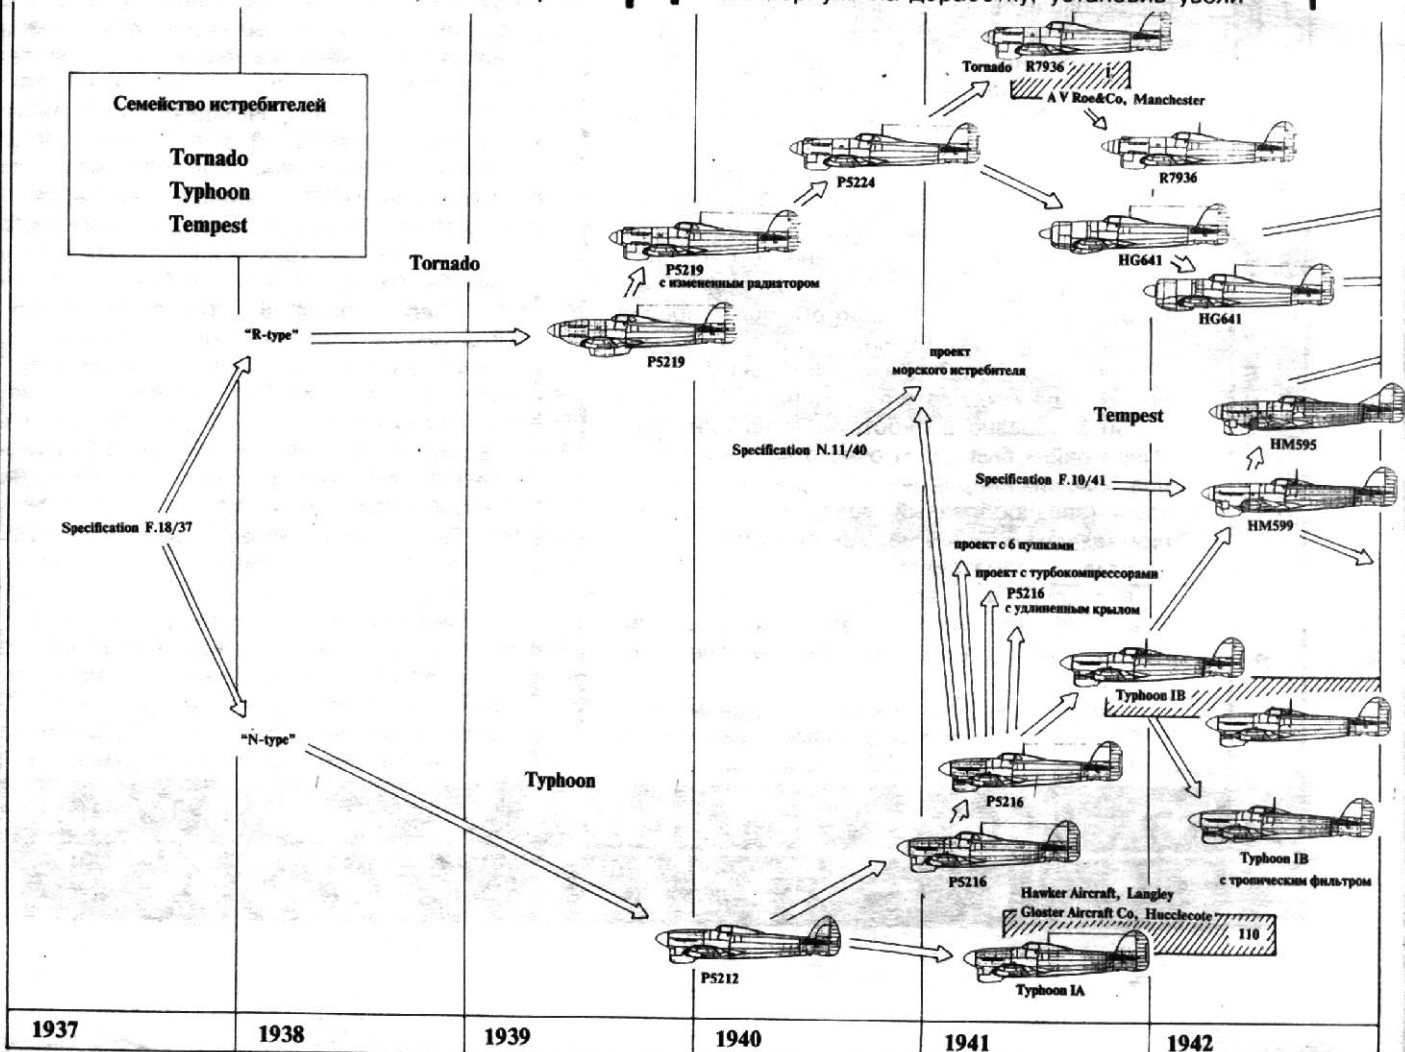 Семейство истребителей
Tornado
Typhoon
Tempest
Tornado R7936
1
A V Roe&Co, Manchester
R7936
P5224
HG641
HG641
Tornado
P5219
с измененным радиатором
P5219
"R-type"
проект
морского истребителя
Specification N.11/40
Tempest
HM595
Specification F.10/41
HM599
Specification F.18/37
проект с 6 пушками
проект с турбокомпрессорами
P5216
с удлиненным крылом
Typhoon IB
"N-type"
Typhoon
P5216
P5216
Typhoon IB
с тропическим фильтром
Hawker Aircraft, Langley
Gloster Aircraft Co, Hucclecote
110
P5212
Typhoon IA
1937
1938
1939
1940
1941
1942